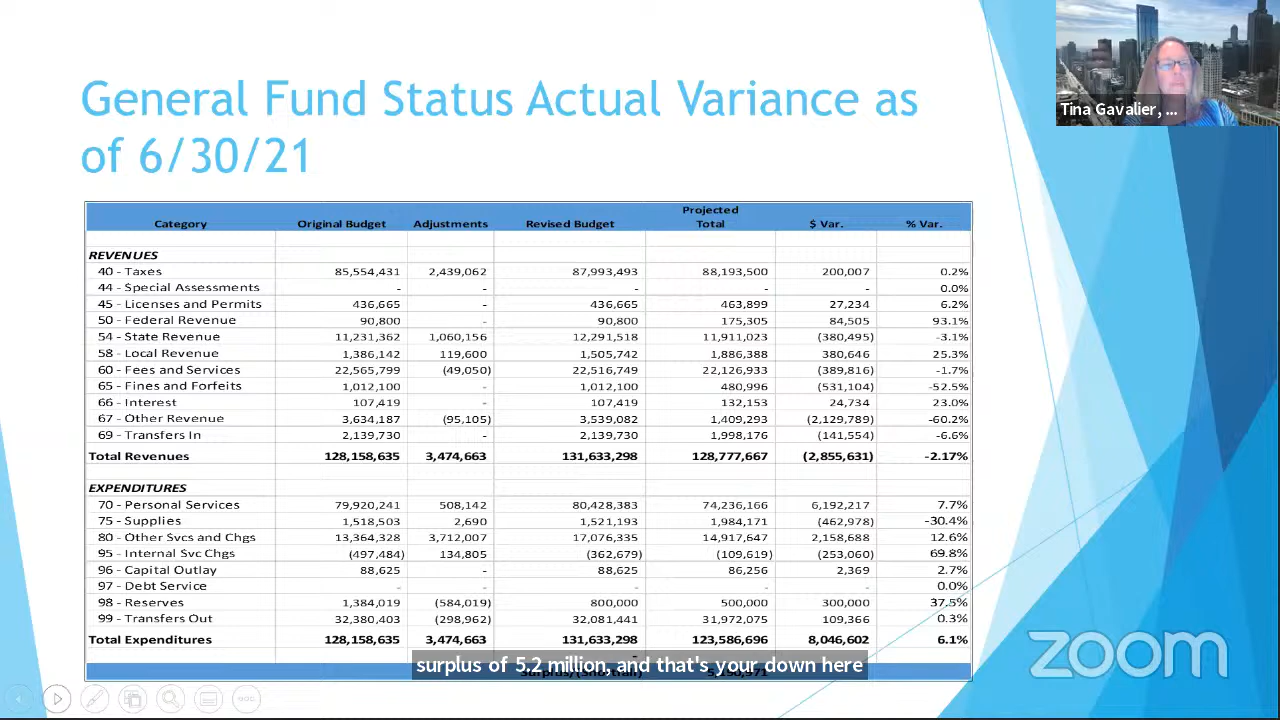 General Fund Status Actual Variance as
of 6/30/21
Tina Gavalier, ...
Category Original Budget Adjustments Revised Budget Projected Total $ Var. % Var.
REVENUES
40 - Taxes 85,554,431 2,439,062 87,993,493 88,193,500 200,007 0.2%
44 - Special Assessments - - - - - 0.0%
45 - Licenses and Permits 436,665 - 436,665 463,899 27,234 6.2%
50 - Federal Revenue 90,800 - 90,800 175,305 84,505 93.1%
54 - State Revenue 11,231,362 1,060,156 12,291,518 11,911,023 (380,495) -3.1%
58 - Local Revenue 1,386,142 119,600 1,505,742 1,886,388 380,646 25.3%
60 - Fees and Services 22,565,799 (49,050) 22,516,749 22,126,933 (389,816) -1.7%
65 - Fines and Forfeits 1,012,100 - 1,012,100 480,996 (531,104) -52.5%
66 - Interest 107,419 - 107,419 132,153 24,734 23.0%
67 - Other Revenue 3,634,187 (95,105) 3,539,082 1,409,293 (2,129,789) -60.2%
69 - Transfers In 2,139,730 - 2,139,730 1,998,176 (141,554) -6.6%
Total Revenues 128,158,635 3,474,663 131,633,298 128,777,667 (2,855,631) -2.17%
EXPENDITURES
70 - Personal Services 79,920,241 508,142 80,428,383 74,236,166 6,192,217 7.7%
75 - Supplies 1,518,503 2,690 1,521,193 1,984,171 (462,978) -30.4%
80 - Other Svcs and Chgs 13,364,328 3,712,007 17,076,335 14,917,647 2,158,688 12.6%
95 - Internal Svc Chgs (497,484) 134,805 (362,679) (109,619) (253,060) 69.8%
96 - Capital Outlay 88,625 - 88,625 86,256 2,369 2.7%
97 - Debt Service - - - - - 0.0%
98 - Reserves 1,384,019 (584,019) 800,000 500,000 300,000 37.5%
99 - Transfers Out 32,380,403 (298,962) 32,081,441 31,972,075 109,366 0.3%
Total Expenditures 128,158,635 3,474,663 131,633,298 123,586,696 8,046,602 6.1%
surplus of 5.2 million, and that's your down here
zoom